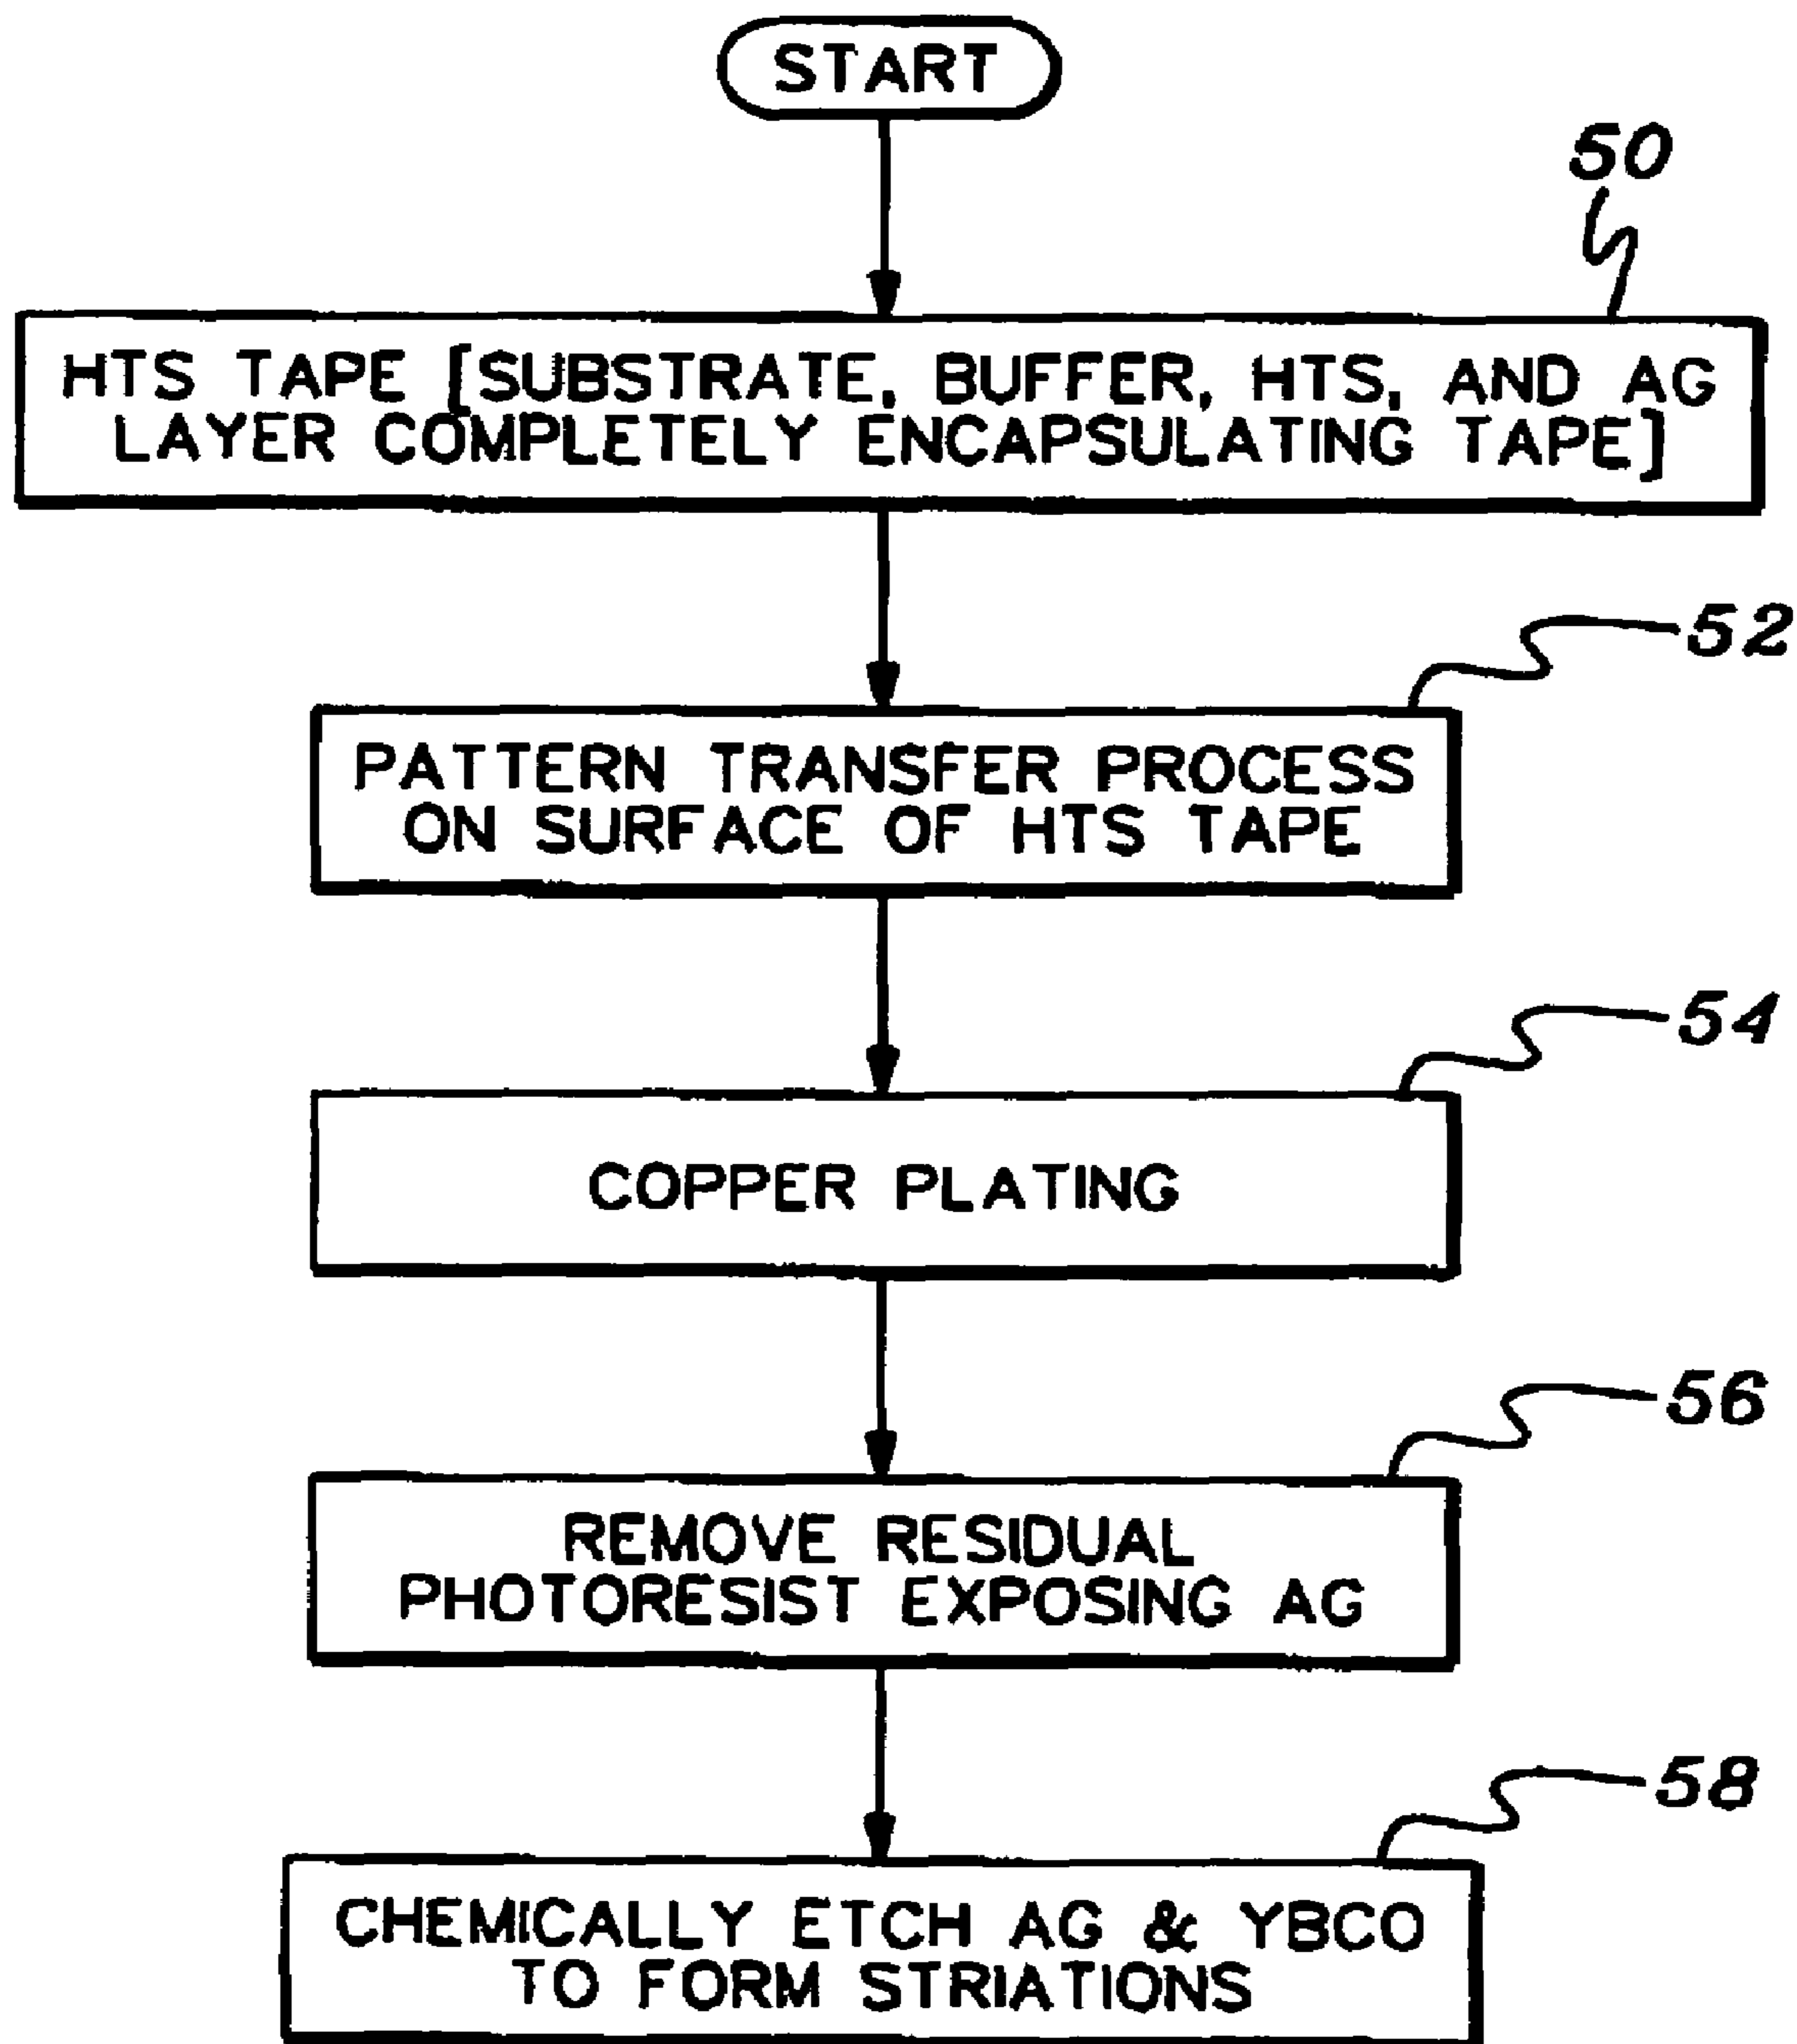 START
50
HTS TAPE [SUBSTRATE, BUFFER, HTS, AND AG
LAYER COMPLETELY ENCAPSULATING TAPE]
52
PATTERN TRANSFER PROCESS
ON SURFACE OF HTS TAPE
54
COPPER PLATING
56
REMOVE RESIDUAL
PHOTORESIST EXPOSING AG
58
CHEMICALLY ETCH AG & YBCO
TO FORM STRIATIONS